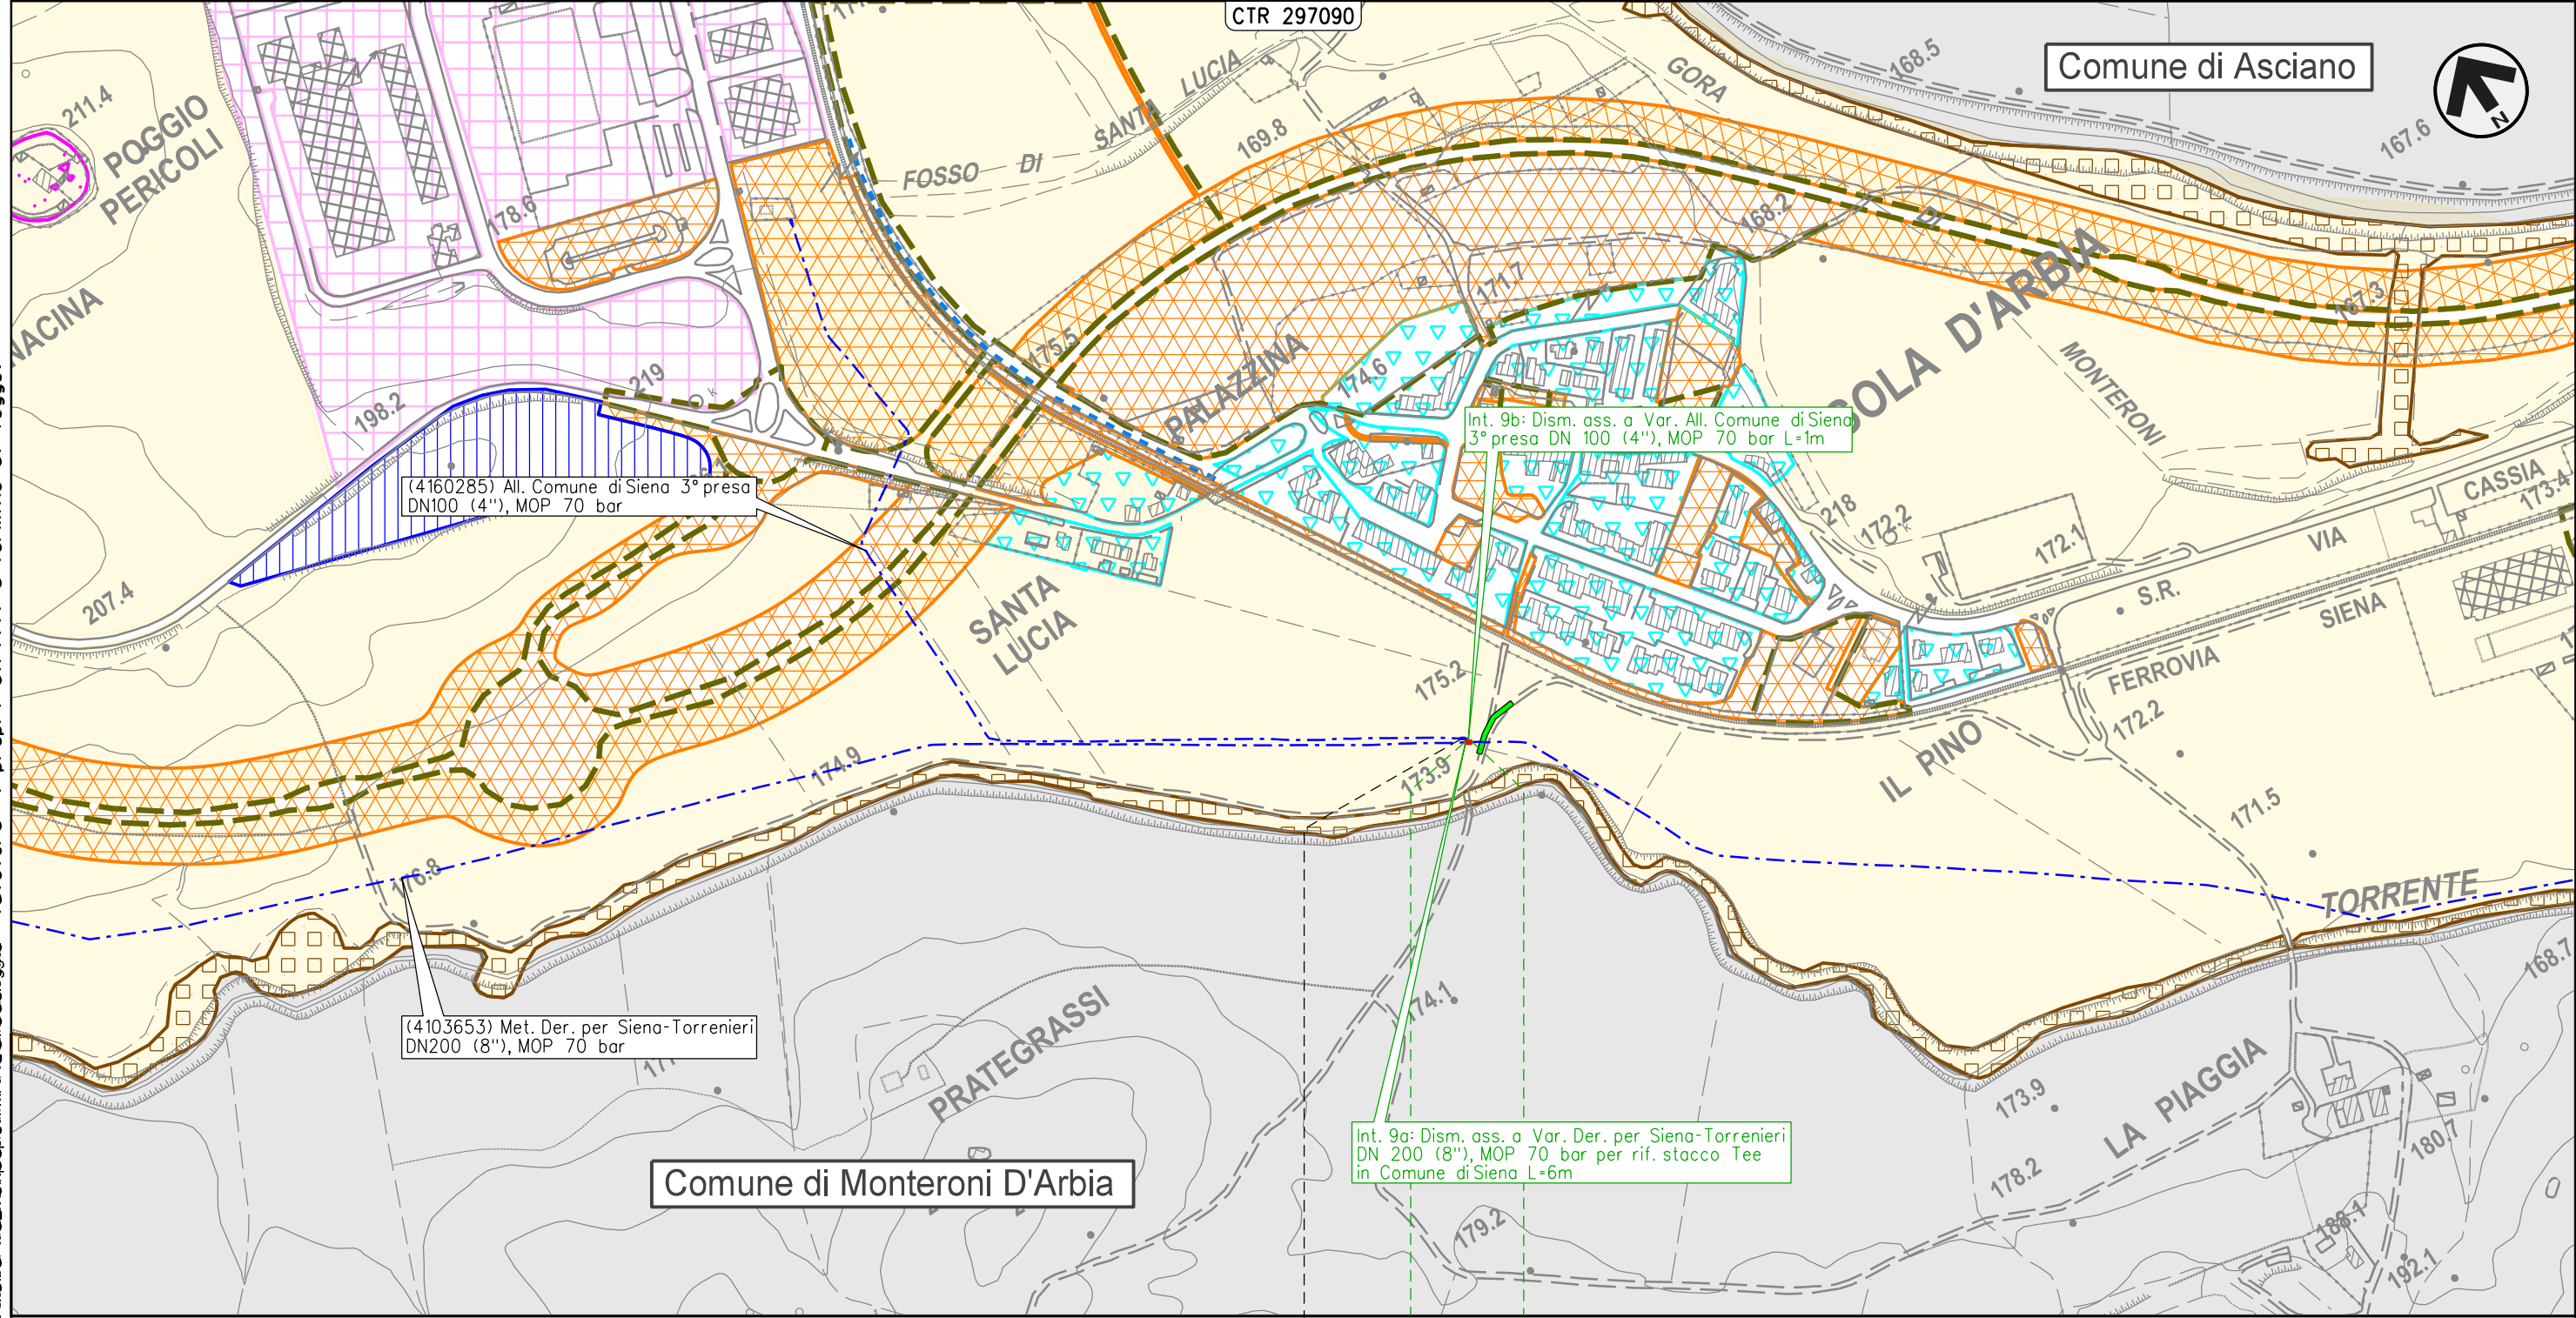 CTR 297090
Comune di Asciano
N
168.5
167.6
GORA
DI
MONTERONI
211.4
POGGIO
PERICOLI
178.6
FOSSO DI SANTA LUCIA
169.8
168.2
167.3
171.7
175.5
PALAZZINA
174.6
219
198.2
207.4
(4160285) All. Comune di Siena 3° presa
DN100 (4"), MOP 70 bar
Int. 9b: Dism. ass. a Var. All. Comune di Siena
3° presa DN 100 (4"), MOP 70 bar L=1m
SANTA
LUCIA
218
172.2
172.1
S.R.
VIA
CASSIA
173.4
FERROVIA
SIENA
172.2
175.2
173.9
174.9
176.8
IL PINO
171.5
TORRENTE
168.7
(4103653) Met. Der. per Siena-Torrenieri
DN200 (8"), MOP 70 bar
PRATEGRASSI
174.1
Int. 9a: Dism. ass. a Var. Der. per Siena-Torrenieri
DN 200 (8"), MOP 70 bar per rif. stacco Tee
in Comune di Siena L=6m
Comune di Monteroni D'Arbia
179.2
173.9
LA PIAGGIA
178.2
180.7
188.1
192.1